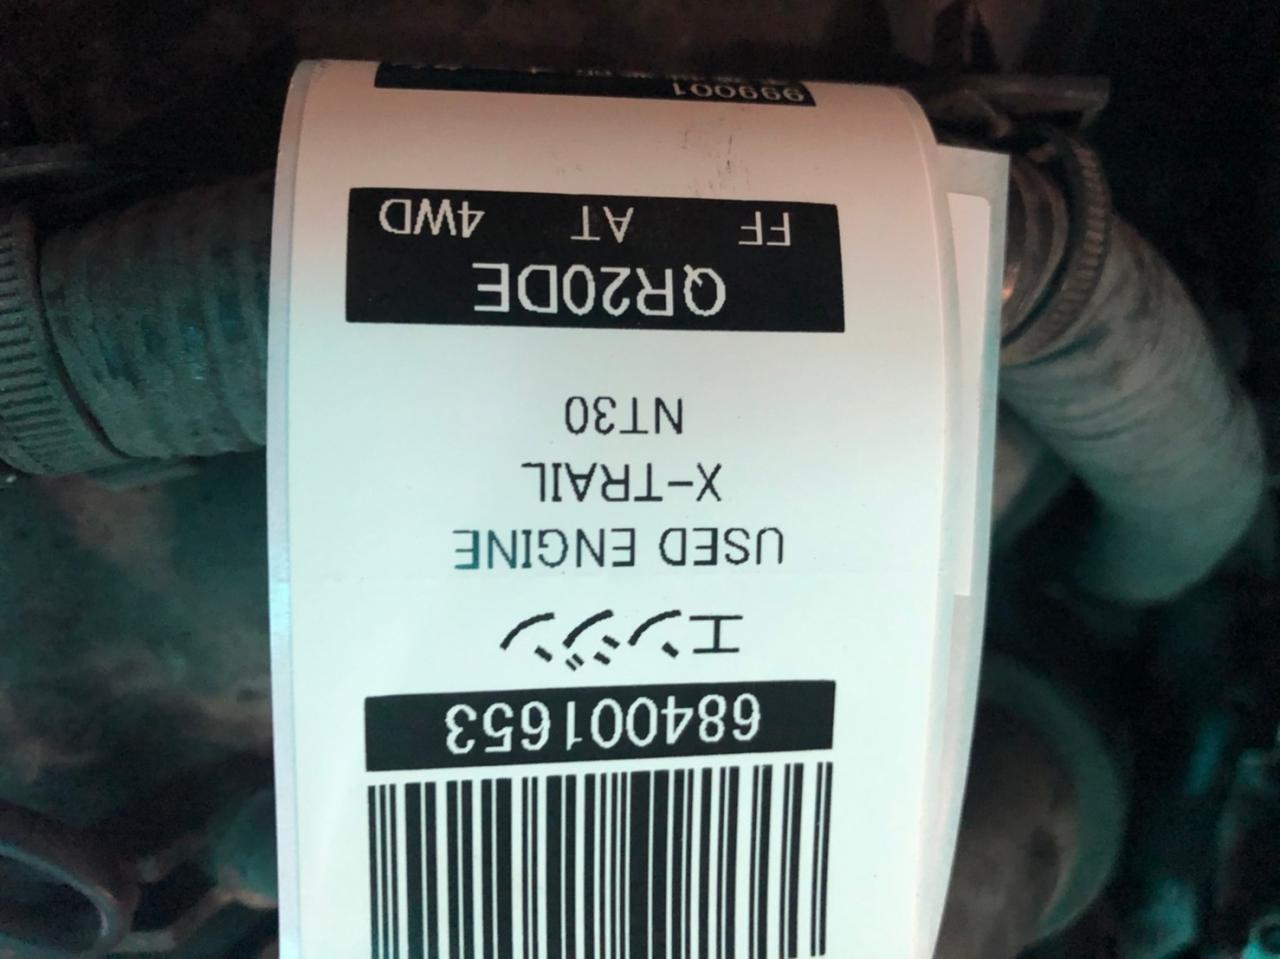 684001653
エンジン
USED ENGINE
X-TRAIL
NT30
QR20DE
FF AT 4WD
999001